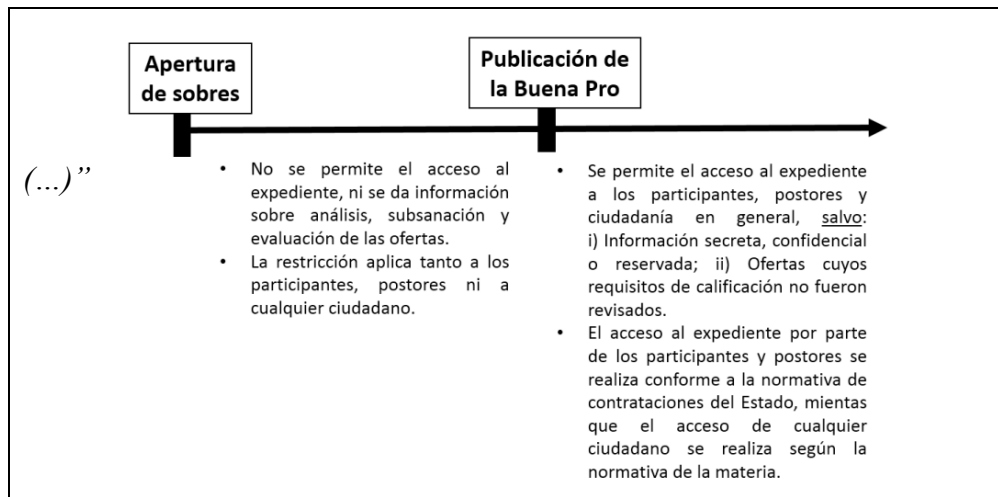 Apertura
de sobres
Publicación de
la Buena Pro
(...)”
• No se permite el acceso al
expediente, ni se da información
sobre análisis, subsanación y
evaluación de las ofertas.
• La restricción aplica tanto a los
participantes, postores ni a
cualquier ciudadano.
• Se permite el acceso al expediente
a los participantes, postores y
ciudadanía en general, salvo:
i) Información secreta, confidencial
o reservada; ii) Ofertas cuyos
requisitos de calificación no fueron
revisados.
• El acceso al expediente por parte
de los participantes y postores se
realiza conforme a la normativa de
contrataciones del Estado, mientas
que el acceso de cualquier
ciudadano se realiza según la
normativa de la materia.